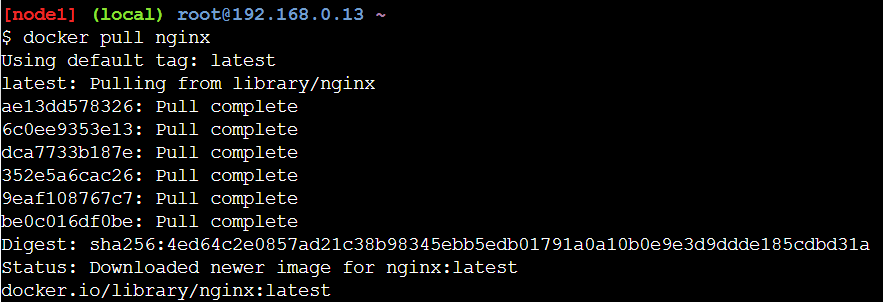 [node1] (local) root@192.168.0.13 ~
$ docker pull nginx
Using default tag: latest
latest: Pulling from library/nginx
ae13dd578326: Pull complete
6c0ee9353e13: Pull complete
dca7733b187e: Pull complete
352e5a6cac26: Pull complete
9eaf108767c7: Pull complete
be0c016df0be: Pull complete
Digest: sha256:4ed64c2e0857ad21c38b98345ebb5edb01791a0a10b0e9e3d9ddde185cdbd31a
Status: Downloaded newer image for nginx:latest
docker.io/library/nginx:latest